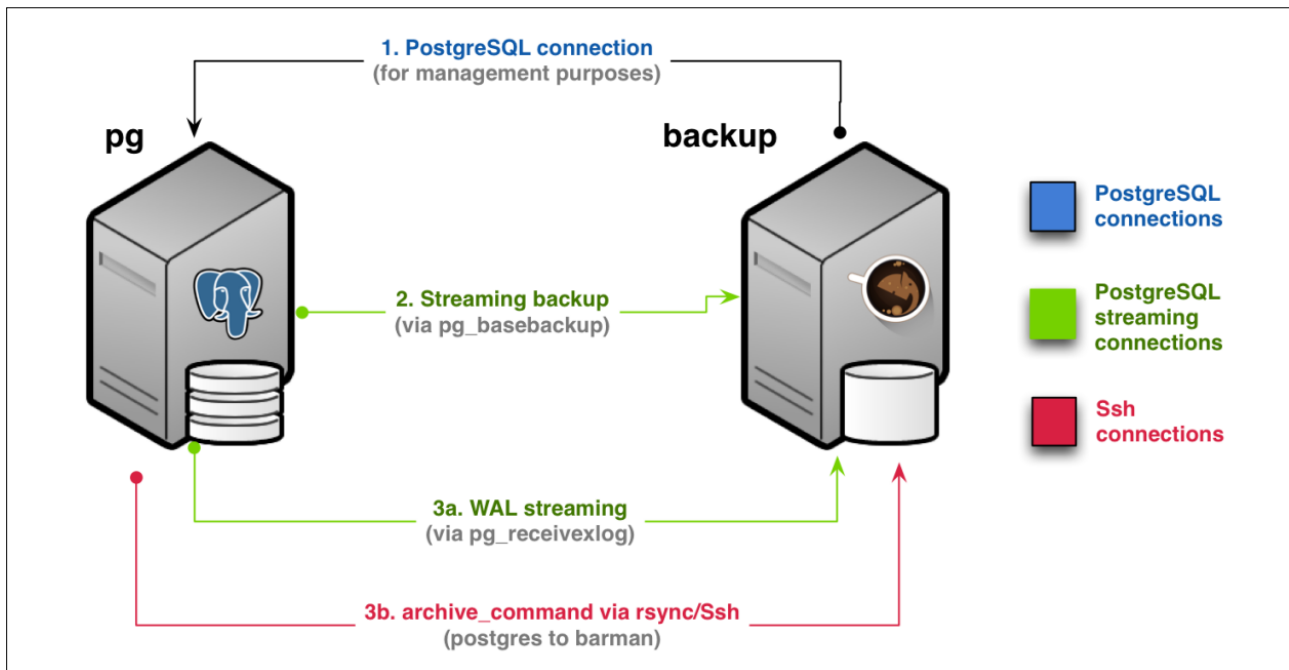 1. PostgreSQL connection
(for management purposes)
pg
backup
PostgreSQL
connections
2. Streaming backup
(via pg_basebackup)
PostgreSQL
streaming
connections
Ssh
connections
3a. WAL streaming
(via pg_receivexlog)
3b. archive_command via rsync/Ssh
(postgres to barman)